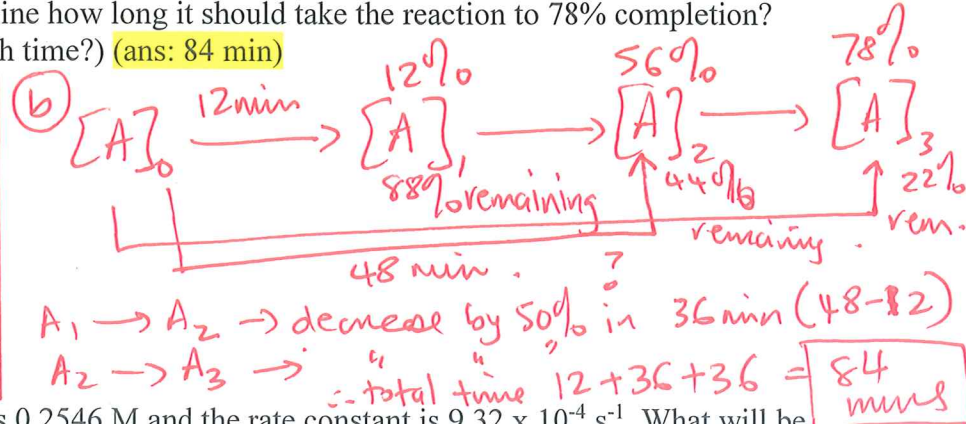 ine how long it should take the reaction to 78% completion?
h time?) (ans: 84 min)
12% 56% 78%
(b) [A]₀ 12min → [A]₁ → [A]₂ → [A]₃
88% remaining 44% remaining . 22% rem.
48 min . ?
A₁ → A₂ → decrease by 50% in 36 min (48-12)
A₂ → A₃ → " " "
∴ total time 12+36+36 = 84 mins
s 0.2546 M and the rate constant is 9.32 x 10⁻⁴ s⁻¹. What will be